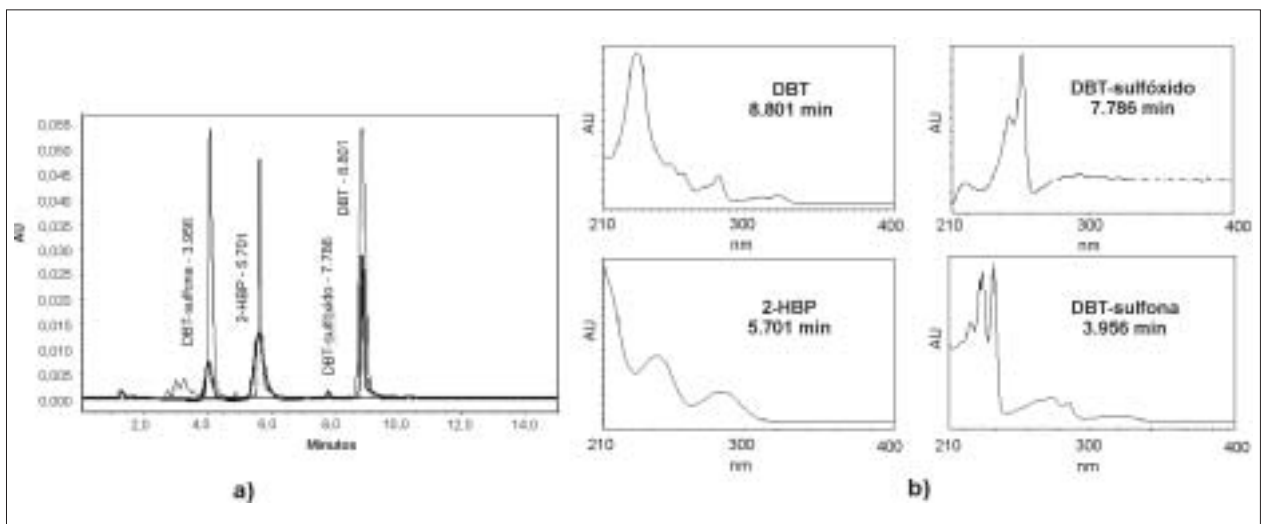 AU
0,055
0,050
0,045
0,040
0,035
0,030
0,025
0,020
0,015
0,010
0,005
0,000
DBT-sulfona - 3.956
2-HBP - 5.701
DBT-sulfóxido - 7.786
DBT - 8.801
2,0 4,0 6,0 8,0 10,0 12,0 14,0
Minutos
a)
AU
DBT
8.801 min
210 300 400
nm
AU
DBT-sulfóxido
7.786 min
210 300 400
nm
AU
2-HBP
5.701 min
210 300 400
nm
AU
DBT-sulfona
3.956 min
210 300 400
nm
b)